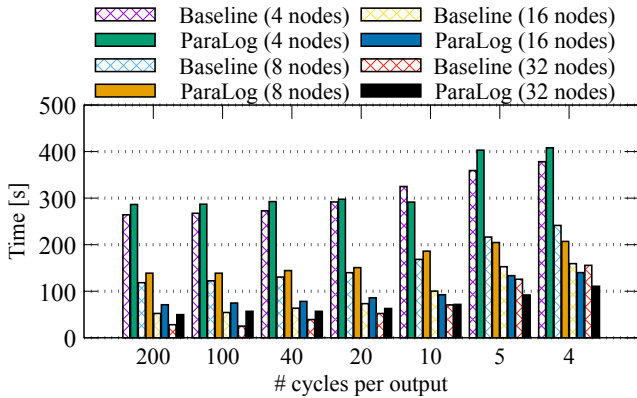 Baseline (4 nodes) Baseline (16 nodes)
ParaLog (4 nodes) ParaLog (16 nodes)
Baseline (8 nodes) Baseline (32 nodes)
ParaLog (8 nodes) ParaLog (32 nodes)
500
400
300
200
100
0
Time [s]
200 100 40 20 10 5 4
# cycles per output